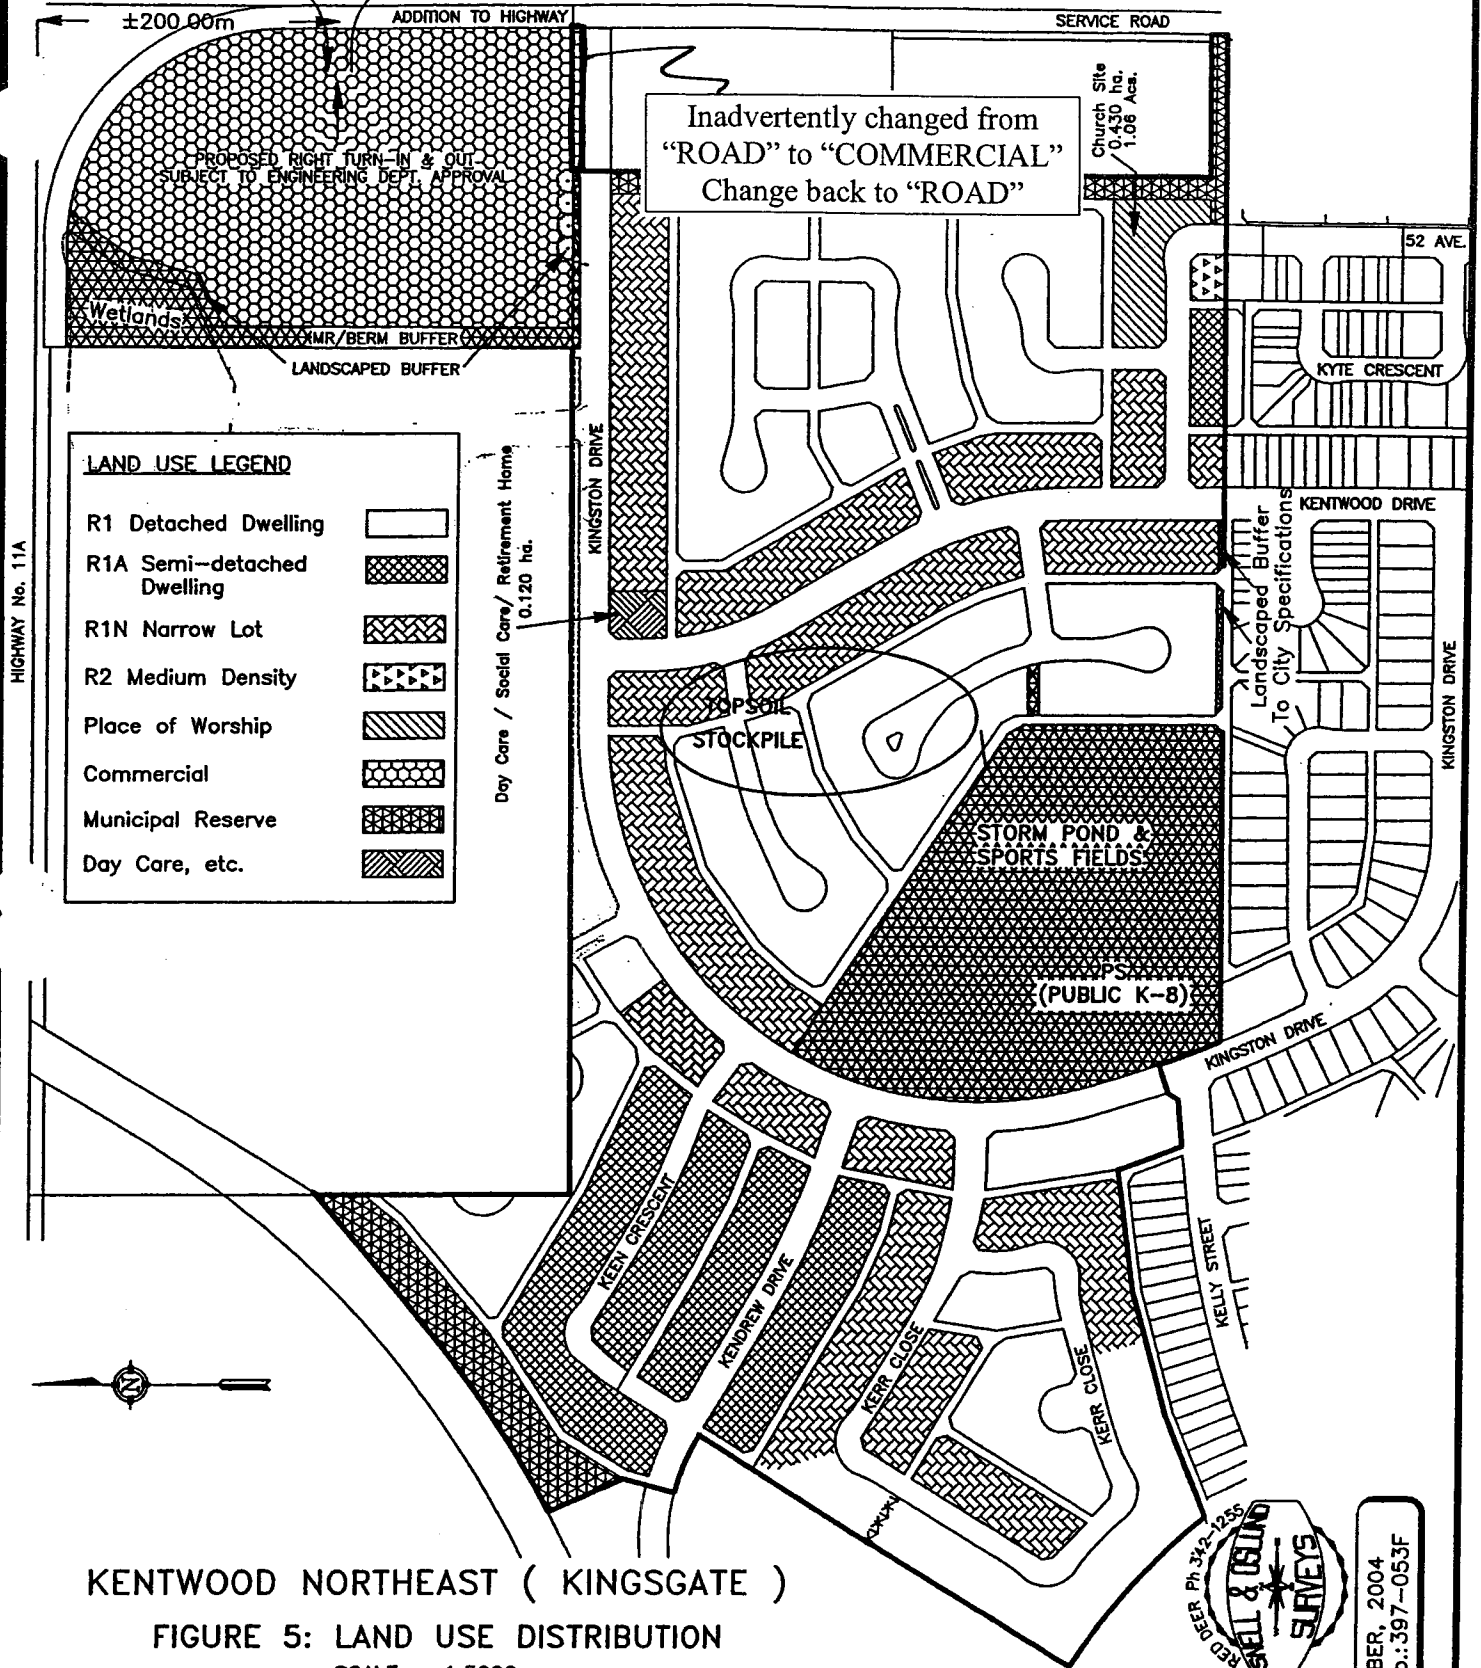 ±200.00m
ADDITION TO HIGHWAY
SERVICE ROAD
Inadvertently changed from
“ROAD” to “COMMERCIAL”
Change back to “ROAD”
Church Site
0.430 ha.
1.06 Acs.
PROPOSED RIGHT TURN-IN & OUT
SUBJECT TO ENGINEERING DEPT. APPROVAL
52 AVE.
Wetlands
MR/BERM BUFFER
LANDSCAPED BUFFER
KYTE CRESCENT
LAND USE LEGEND
R1 Detached Dwelling
R1A Semi-detached
Dwelling
R1N Narrow Lot
R2 Medium Density
Place of Worship
Commercial
Municipal Reserve
Day Care, etc.
HIGHWAY No. 11A
Day Care / Social Care/ Retirement Home
0.120 ha.
KINGSTON DRIVE
KENTWOOD DRIVE
Landscaped Buffer
To City Specifications
KINGSTON DRIVE
TOPSOIL
STOCKPILE
STORM POND &
SPORTS FIELDS
PS
(PUBLIC K-8)
KINGSTON DRIVE
KEEN CRESCENT
KENDREW DRIVE
KERR CLOSE
KERR CLOSE
KELLY STREET
N
KENTWOOD NORTHEAST ( KINGSGATE )
FIGURE 5: LAND USE DISTRIBUTION
RED DEER Ph 342-1255
SNELL & OSLUND
SURVEYS
BER, 2004
.:397-053F